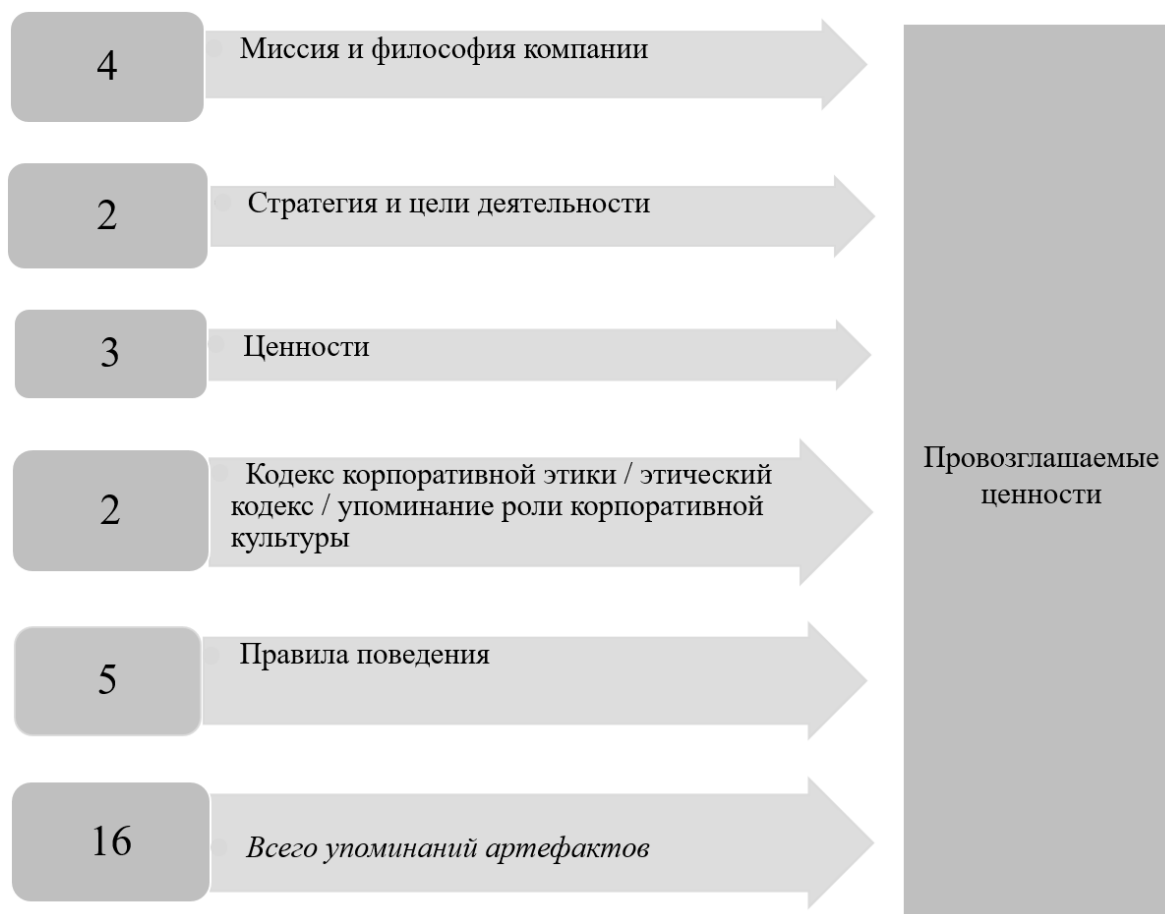 4
Миссия и философия компании
2
Стратегия и цели деятельности
3
Ценности
2
Кодекс корпоративной этики / этический
кодекс / упоминание роли корпоративной
культуры
5
Правила поведения
16
Всего упоминаний артефактов
Провозглашаемые
ценности